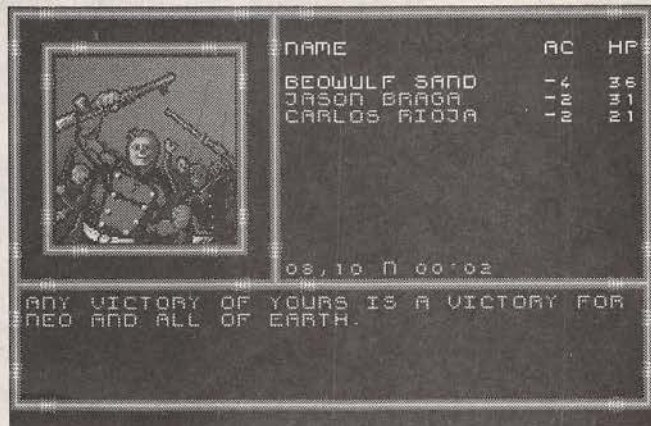 NAME AC HP
BEOWULF SAND -4 36
JASON BRAGA -2 31
CARLOS RIOJA -2 21
08,10 N 00:02
ANY VICTORY OF YOURS IS A VICTORY FOR
NEO AND ALL OF EARTH.